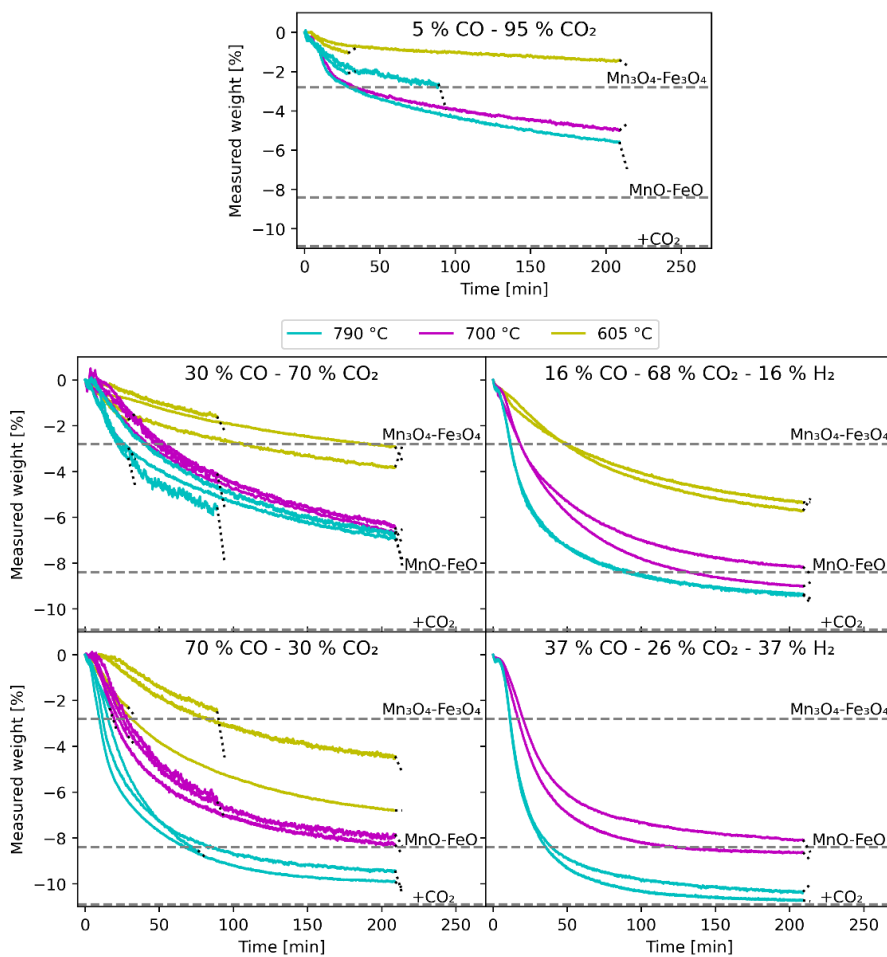 5 % CO - 95 % CO₂
Measured weight [%]
0
−2
−4
−6
−8
−10
Mn₃O₄-Fe₃O₄
MnO-FeO
+CO₂
0 50 100 150 200 250
Time [min]
790 °C 700 °C 605 °C
30 % CO - 70 % CO₂
Measured weight [%]
0
−2
−4
−6
−8
−10
Mn₃O₄-Fe₃O₄
MnO-FeO
+CO₂
16 % CO - 68 % CO₂ - 16 % H₂
Mn₃O₄-Fe₃O₄
MnO-FeO
+CO₂
70 % CO - 30 % CO₂
Measured weight [%]
0
−2
−4
−6
−8
−10
Mn₃O₄-Fe₃O₄
MnO-FeO
+CO₂
0 50 100 150 200 250
Time [min]
37 % CO - 26 % CO₂ - 37 % H₂
Mn₃O₄-Fe₃O₄
MnO-FeO
+CO₂
0 50 100 150 200 250
Time [min]